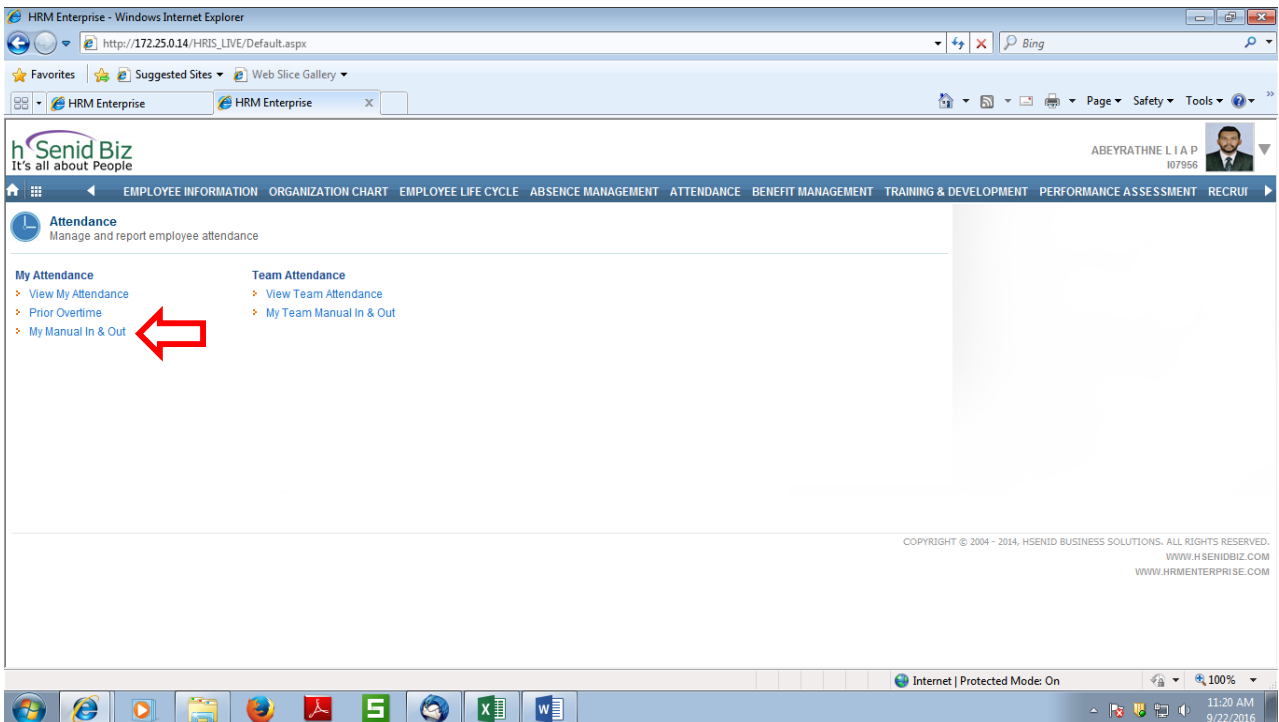 HRM Enterprise - Windows Internet Explorer
http://172.25.0.14/HRIS_LIVE/Default.aspx
Bing
Favorites Suggested Sites Web Slice Gallery
HRM Enterprise HRM Enterprise x Page Safety Tools »
hSenid Biz
It's all about People
ABEYRATHNE L I A P
I07956
EMPLOYEE INFORMATION ORGANIZATION CHART EMPLOYEE LIFE CYCLE ABSENCE MANAGEMENT ATTENDANCE BENEFIT MANAGEMENT TRAINING & DEVELOPMENT PERFORMANCE ASSESSMENT RECRUI
Attendance
Manage and report employee attendance
My Attendance Team Attendance
View My Attendance View Team Attendance
Prior Overtime My Team Manual In & Out
My Manual In & Out
COPYRIGHT © 2004 - 2014, HSENID BUSINESS SOLUTIONS. ALL RIGHTS RESERVED.
WWW.HSENIDBIZ.COM
WWW.HRMENTERPRISE.COM
Internet | Protected Mode: On 100%
11:20 AM
9/22/2016